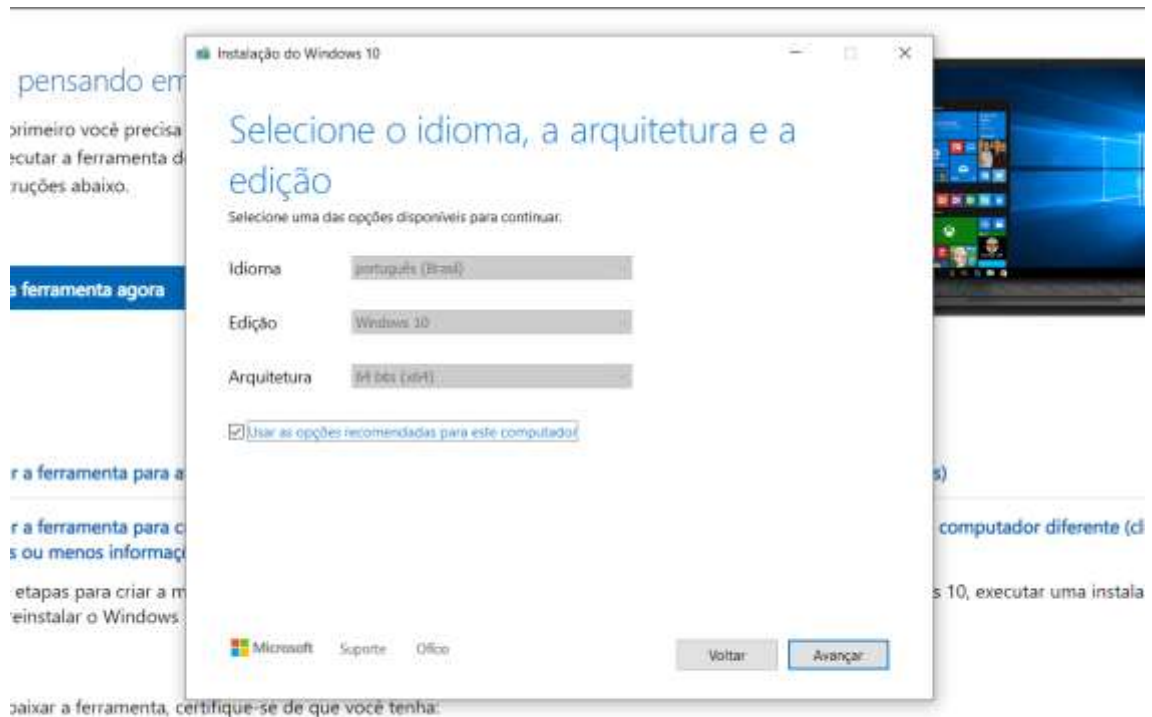 Instalação do Windows 10
pensando em
primeiro você precisa
ecutar a ferramenta d
ruções abaixo.
Selecione o idioma, a arquitetura e a
edição
Selecione uma das opções disponíveis para continuar.
Idioma
português (Brasil)
a ferramenta agora
Edição
Windows 10
Arquitetura
64 bits (x64)
Usar as opções recomendadas para este computador
r a ferramenta para a
s)
r a ferramenta para c
computador diferente (cl
s ou menos informaç
etapas para criar a m
s 10, executar uma instala
reinstalar o Windows
Microsoft Suporte Office
Voltar Avançar
baixar a ferramenta, certifique-se de que você tenha: